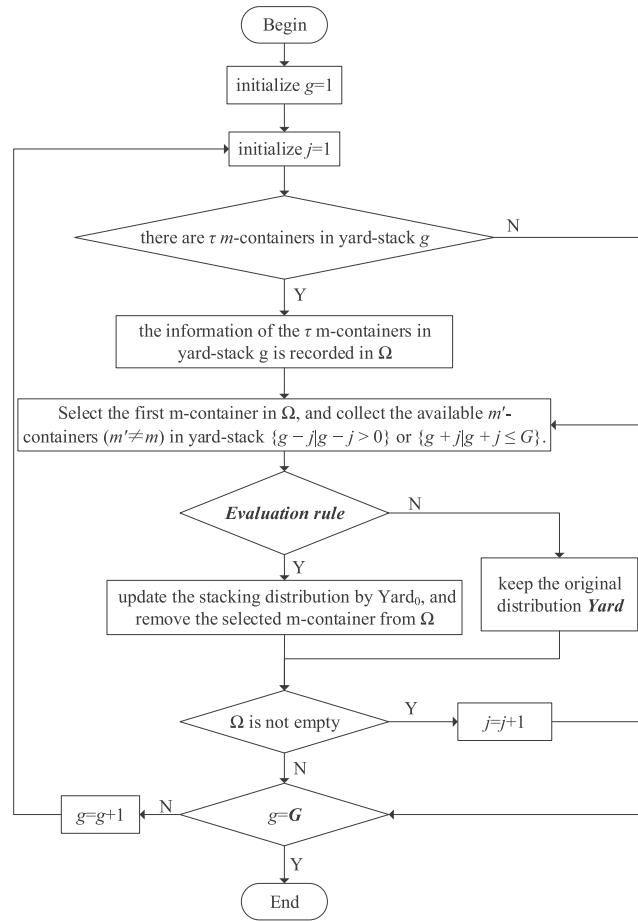 Begin
initialize g=1
initialize j=1
there are τ m-containers in yard-stack g
N
Y
the information of the τ m-containers in
yard-stack g is recorded in Ω
Select the first m-container in Ω, and collect the available m′-
containers (m′≠m) in yard-stack {g − j|g − j > 0} or {g + j|g + j ≤ G}.
Evaluation rule
N
Y
update the stacking distribution by Yard₀, and
remove the selected m-container from Ω
keep the original
distribution Yard
Ω is not empty
Y
j=j+1
N
g=G
N
g=g+1
Y
End